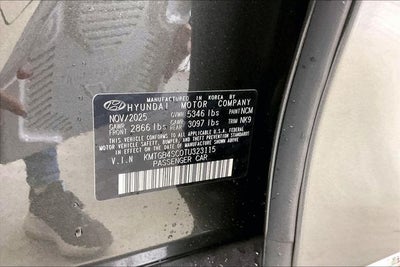 MANUFACTURED IN KOREA BY
HYUNDAI MOTOR COMPANY
NOV/2025 GVWR 5346 lbs PAINT NCM
GAWR FRONT 2866 lbs GAWR REAR 3097 lbs TRIM NK9
THIS VEHICLE CONFORMS TO ALL APPLICABLE U.S.A. FEDERAL
MOTOR VEHICLE SAFETY, BUMPER, AND THEFT PREVENTION STANDARDS
IN EFFECT ON THE DATE OF MANUFACTURE SHOWN ABOVE.
V.I.N KMTGB4SC0TU323115
PASSENGER CAR